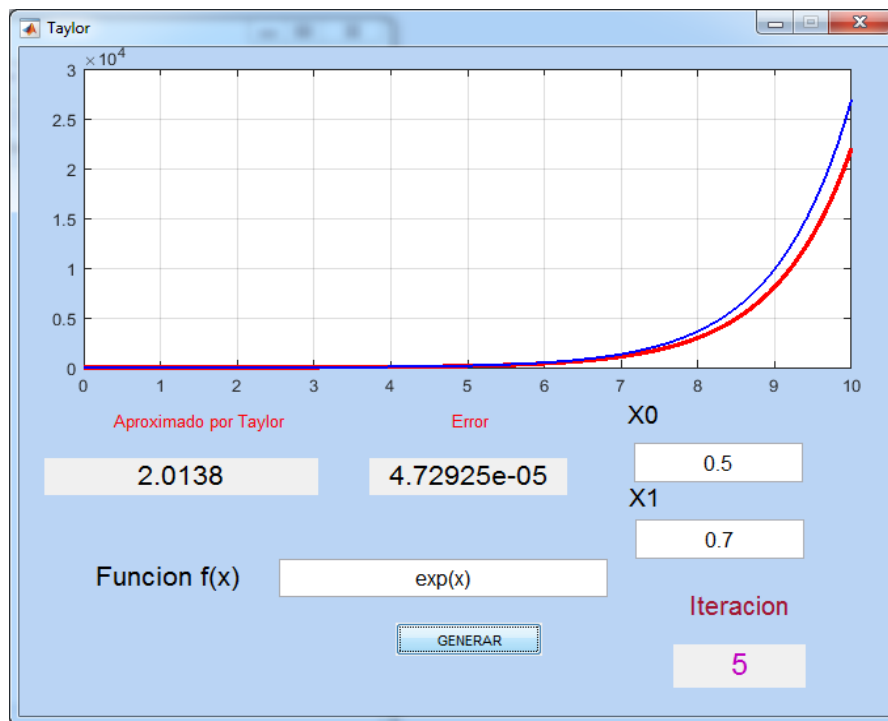 Taylor
×10⁴
3
2.5
2
1.5
1
0.5
0
0 1 2 3 4 5 6 7 8 9 10
Aproximado por Taylor
Error
X0
2.0138
4.72925e-05
0.5
X1
0.7
Funcion f(x)
exp(x)
Iteracion
GENERAR
5